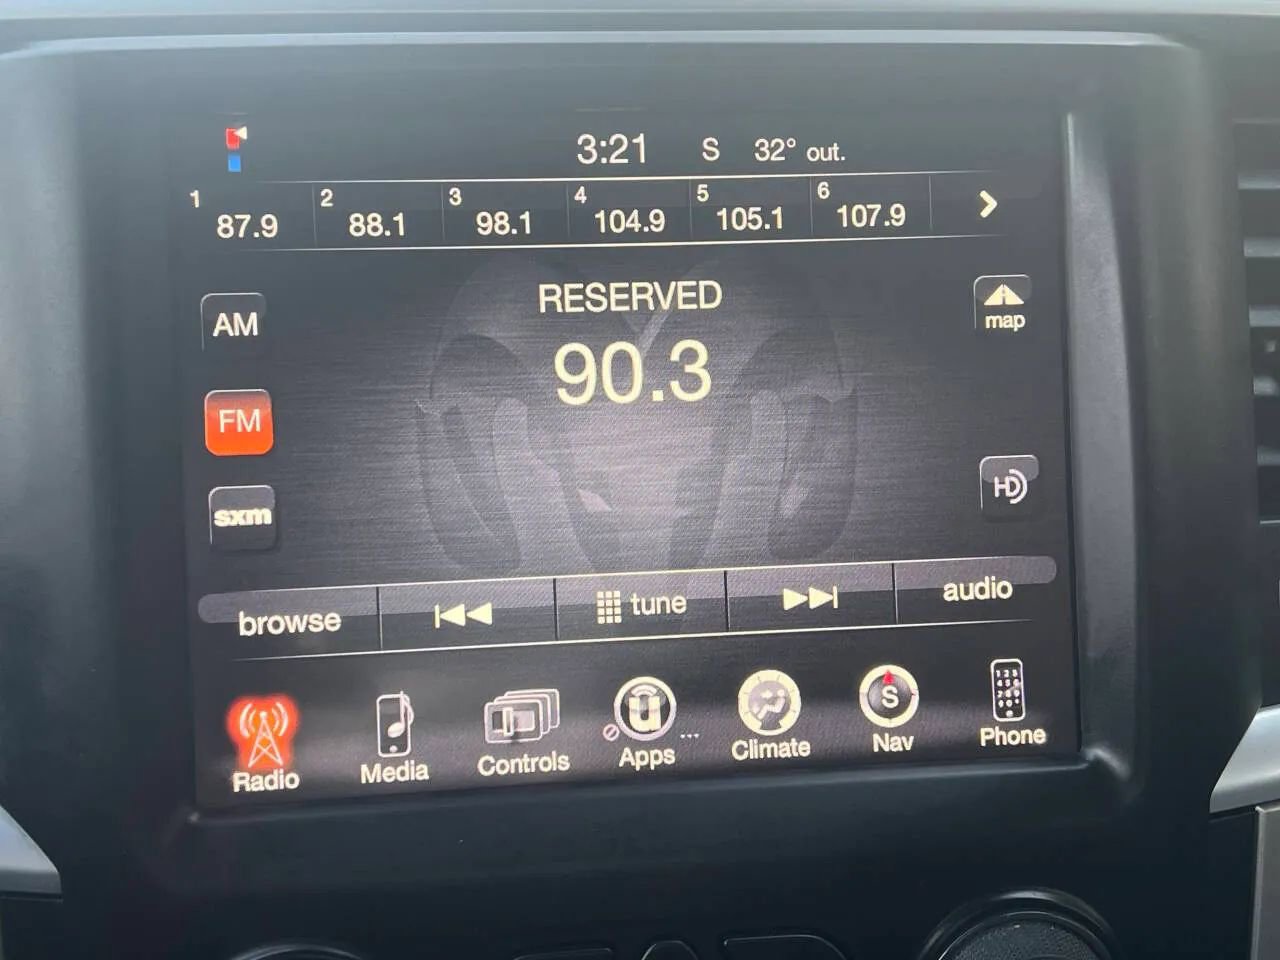 3:21 S 32° out.
1 2 3 4 5 6
87.9 88.1 98.1 104.9 105.1 107.9
RESERVED
map
AM
90.3
FM
HD
sxm
browse tune audio
S
Radio Media Controls Apps ... Climate Nav Phone